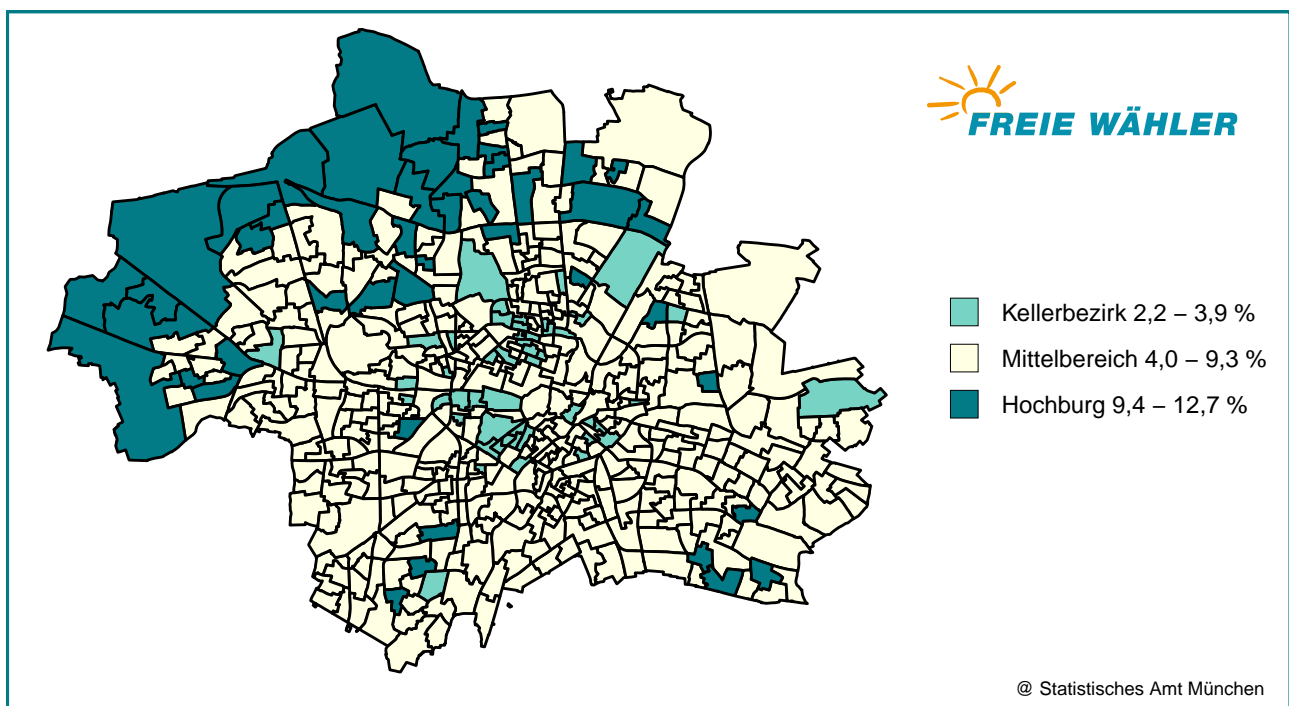 FREIE WÄHLER
Kellerbezirk 2,2 – 3,9 %
Mittelbereich 4,0 – 9,3 %
Hochburg 9,4 – 12,7 %
@ Statistisches Amt München